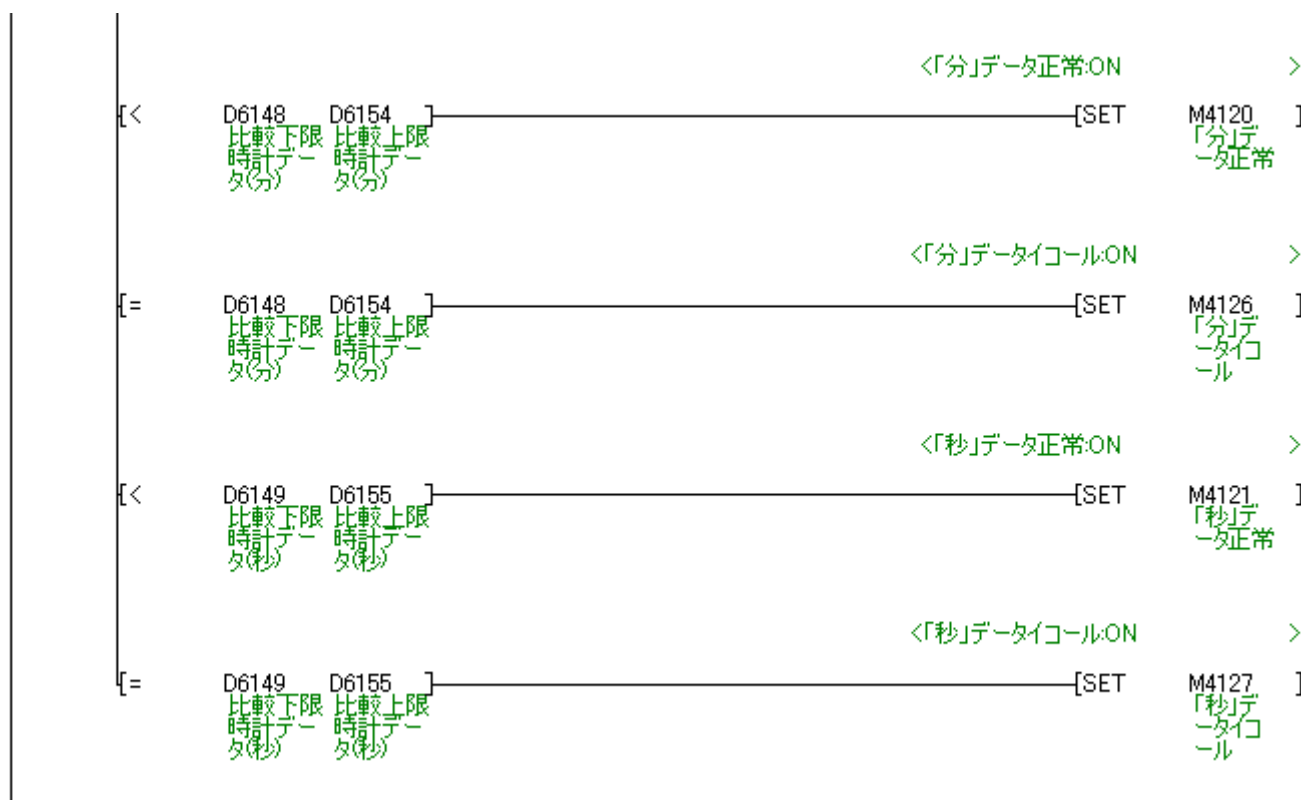 <「分」データ正常:ON >
[< D6148 D6154 ] [SET M4120 ]
比較下限 比較上限 「分」デ
時計デー 時計デー ータ正常
タ(分) タ(分)
<「分」データイコール:ON >
[= D6148 D6154 ] [SET M4126 ]
比較下限 比較上限 「分」デ
時計デー 時計デー ータイコ
タ(分) タ(分) ール
<「秒」データ正常:ON >
[< D6149 D6155 ] [SET M4121 ]
比較下限 比較上限 「秒」デ
時計デー 時計デー ータ正常
タ(秒) タ(秒)
<「秒」データイコール:ON >
[= D6149 D6155 ] [SET M4127 ]
比較下限 比較上限 「秒」デ
時計デー 時計デー ータイコ
タ(秒) タ(秒) ール